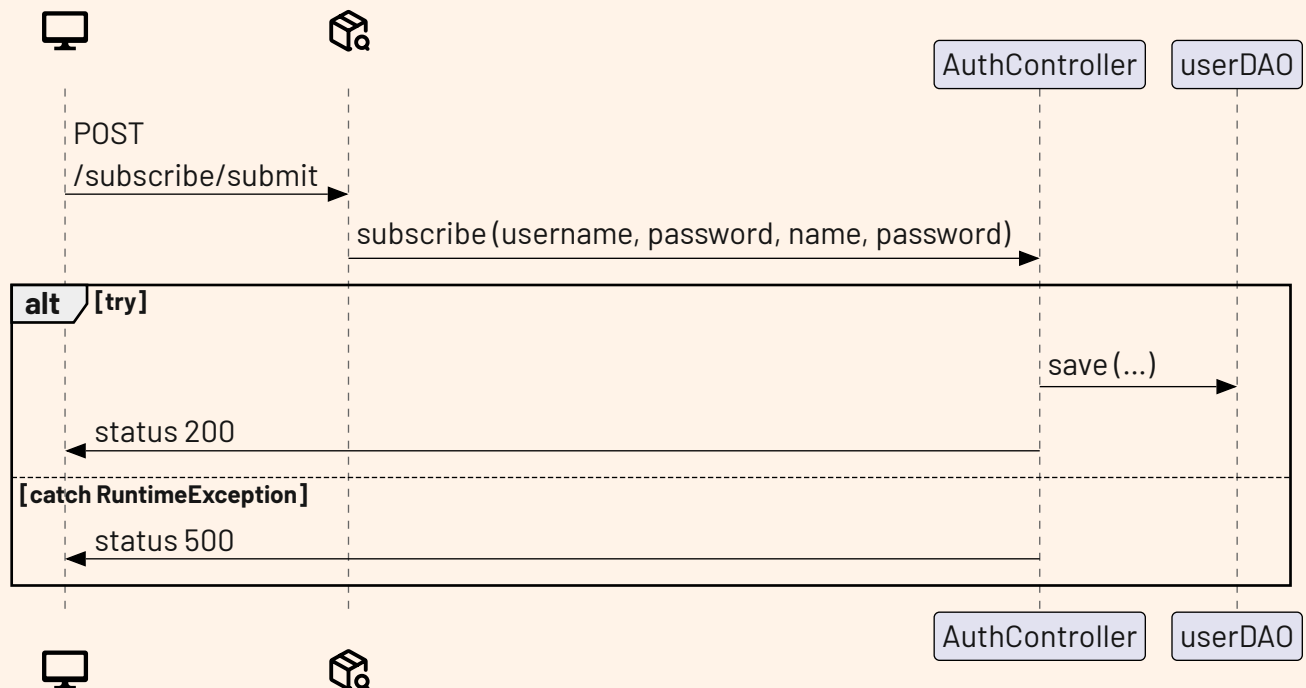 AuthController
userDAO
POST
/subscribe/submit
subscribe (username, password, name, password)
alt
[try]
save (...)
status 200
[catch RuntimeException]
status 500
AuthController
userDAO